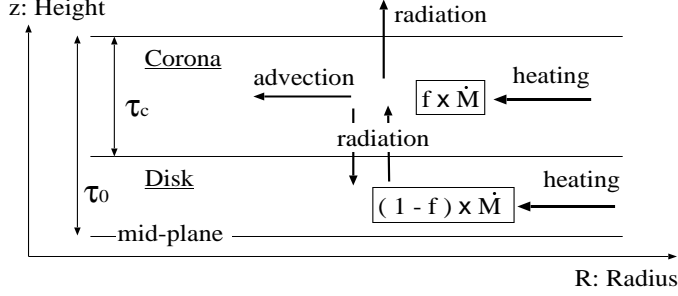 z: Height
radiation
Corona
advection
heating
f x Ṁ
τc
radiation
Disk
heating
τ0
( 1 - f ) x Ṁ
mid-plane
R: Radius